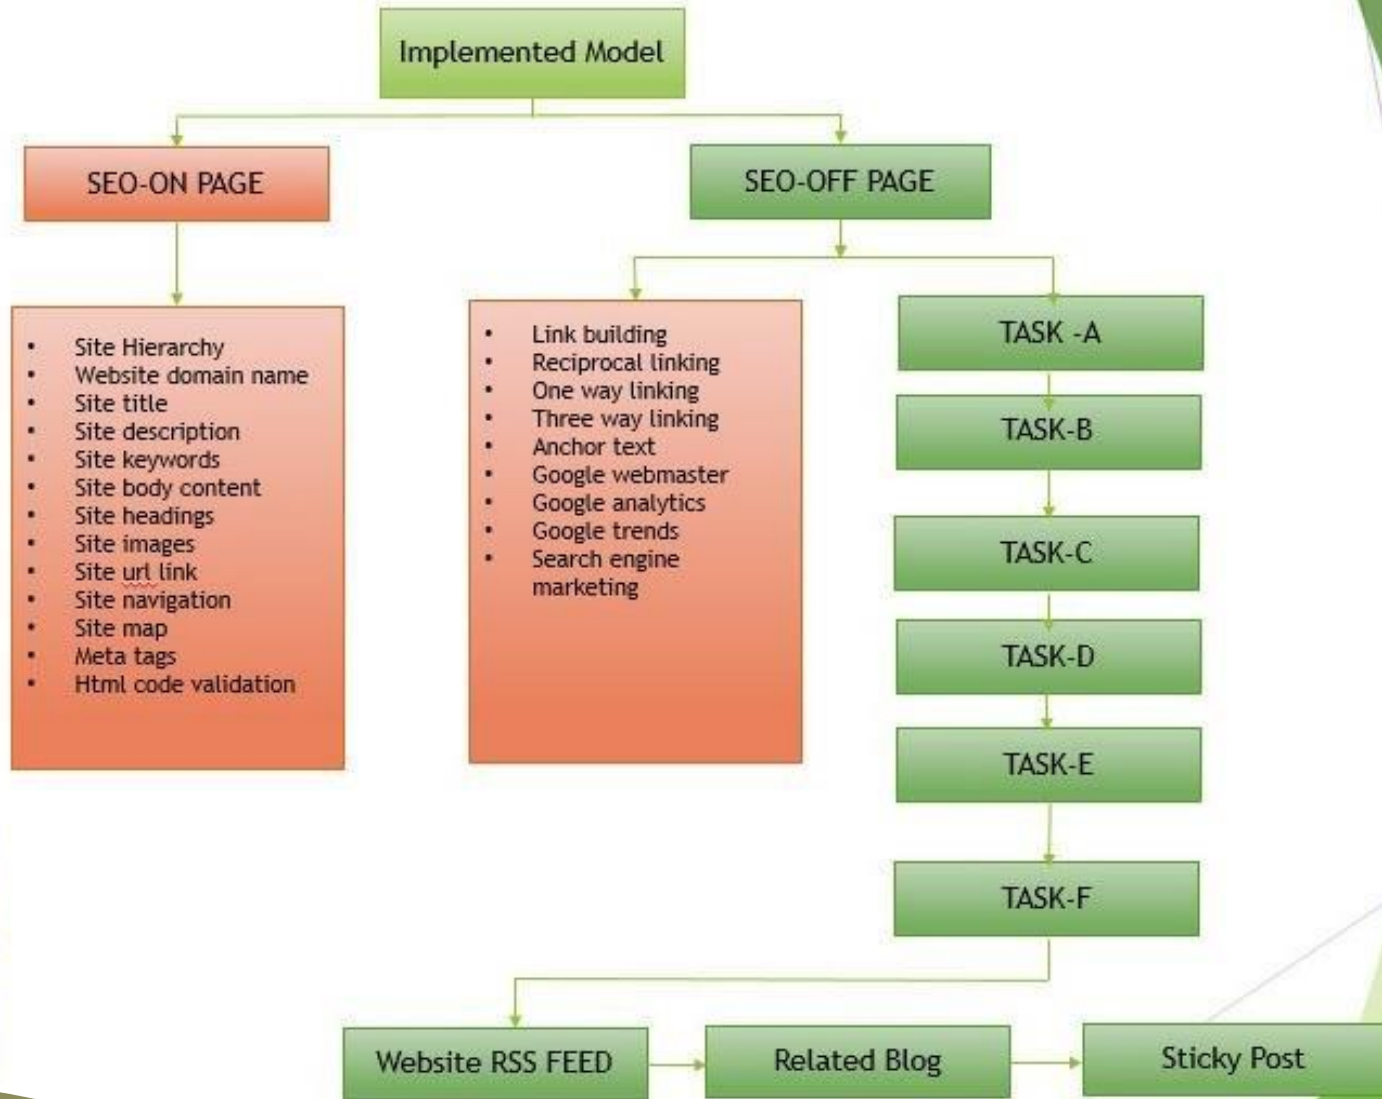 Implemented Model
SEO-ON PAGE
SEO-OFF PAGE
• Site Hierarchy
• Website domain name
• Site title
• Site description
• Site keywords
• Site body content
• Site headings
• Site images
• Site url link
• Site navigation
• Site map
• Meta tags
• Html code validation
• Link building
• Reciprocal linking
• One way linking
• Three way linking
• Anchor text
• Google webmaster
• Google analytics
• Google trends
• Search engine
marketing
TASK -A
TASK-B
TASK-C
TASK-D
TASK-E
TASK-F
Website RSS FEED
Related Blog
Sticky Post